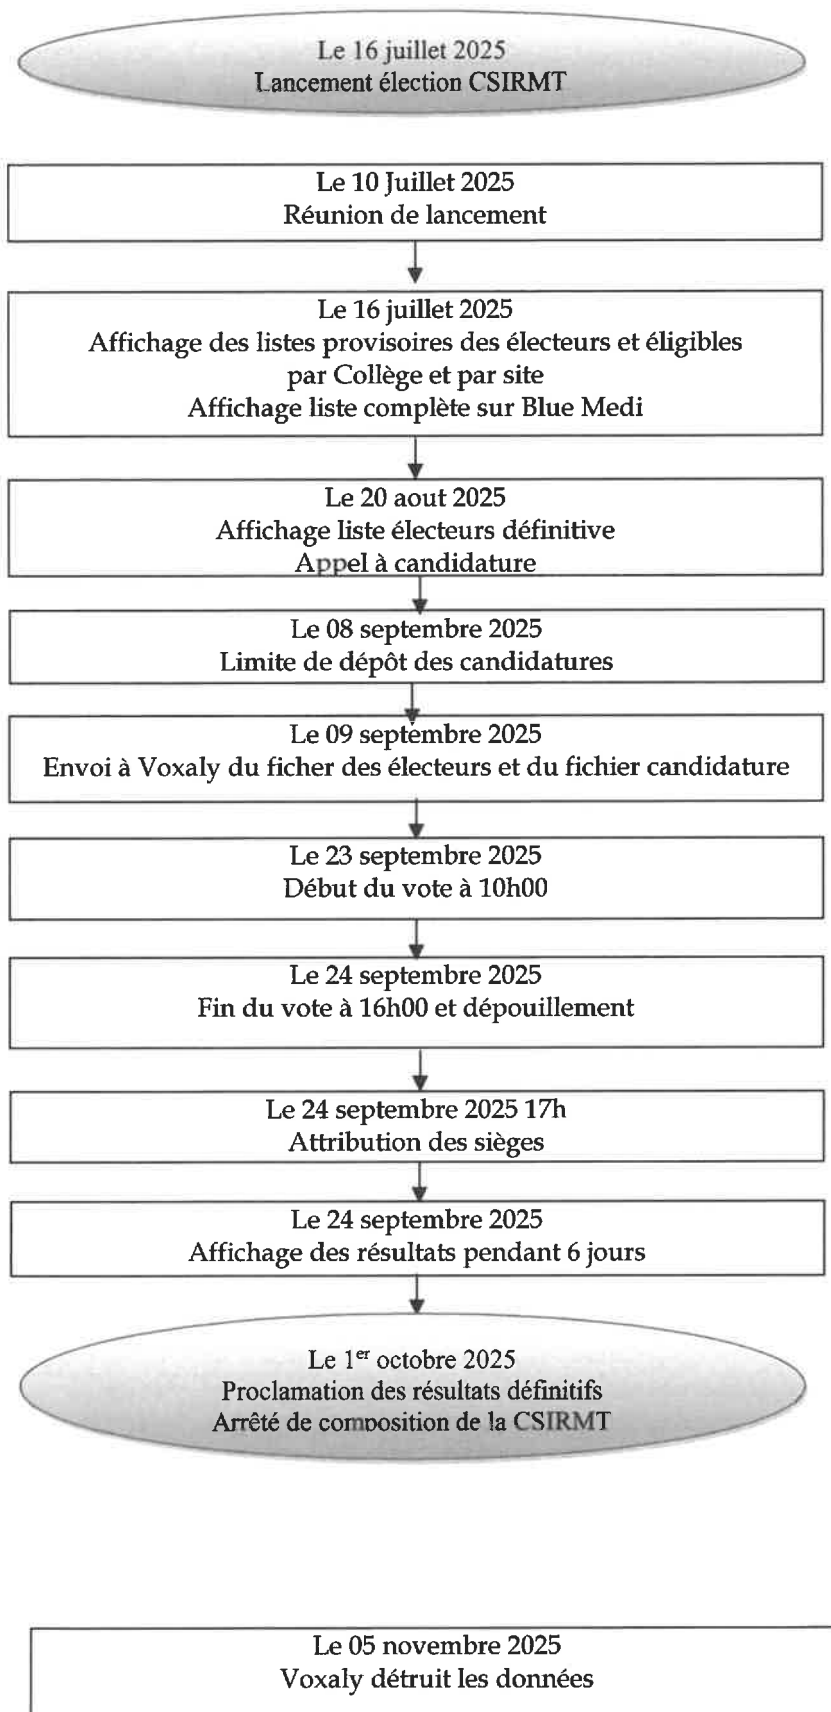 Le 16 juillet 2025
Lancement élection CSIRMT
Le 10 Juillet 2025
Réunion de lancement
Le 16 juillet 2025
Affichage des listes provisoires des électeurs et éligibles
par Collège et par site
Affichage liste complète sur Blue Medi
Le 20 aout 2025
Affichage liste électeurs définitive
Appel à candidature
Le 08 septembre 2025
Limite de dépôt des candidatures
Le 09 septembre 2025
Envoi à Voxaly du ficher des électeurs et du fichier candidature
Le 23 septembre 2025
Début du vote à 10h00
Le 24 septembre 2025
Fin du vote à 16h00 et dépouillement
Le 24 septembre 2025 17h
Attribution des sièges
Le 24 septembre 2025
Affichage des résultats pendant 6 jours
Le 1er octobre 2025
Proclamation des résultats définitifs
Arrêté de composition de la CSIRMT
Le 05 novembre 2025
Voxaly détruit les données